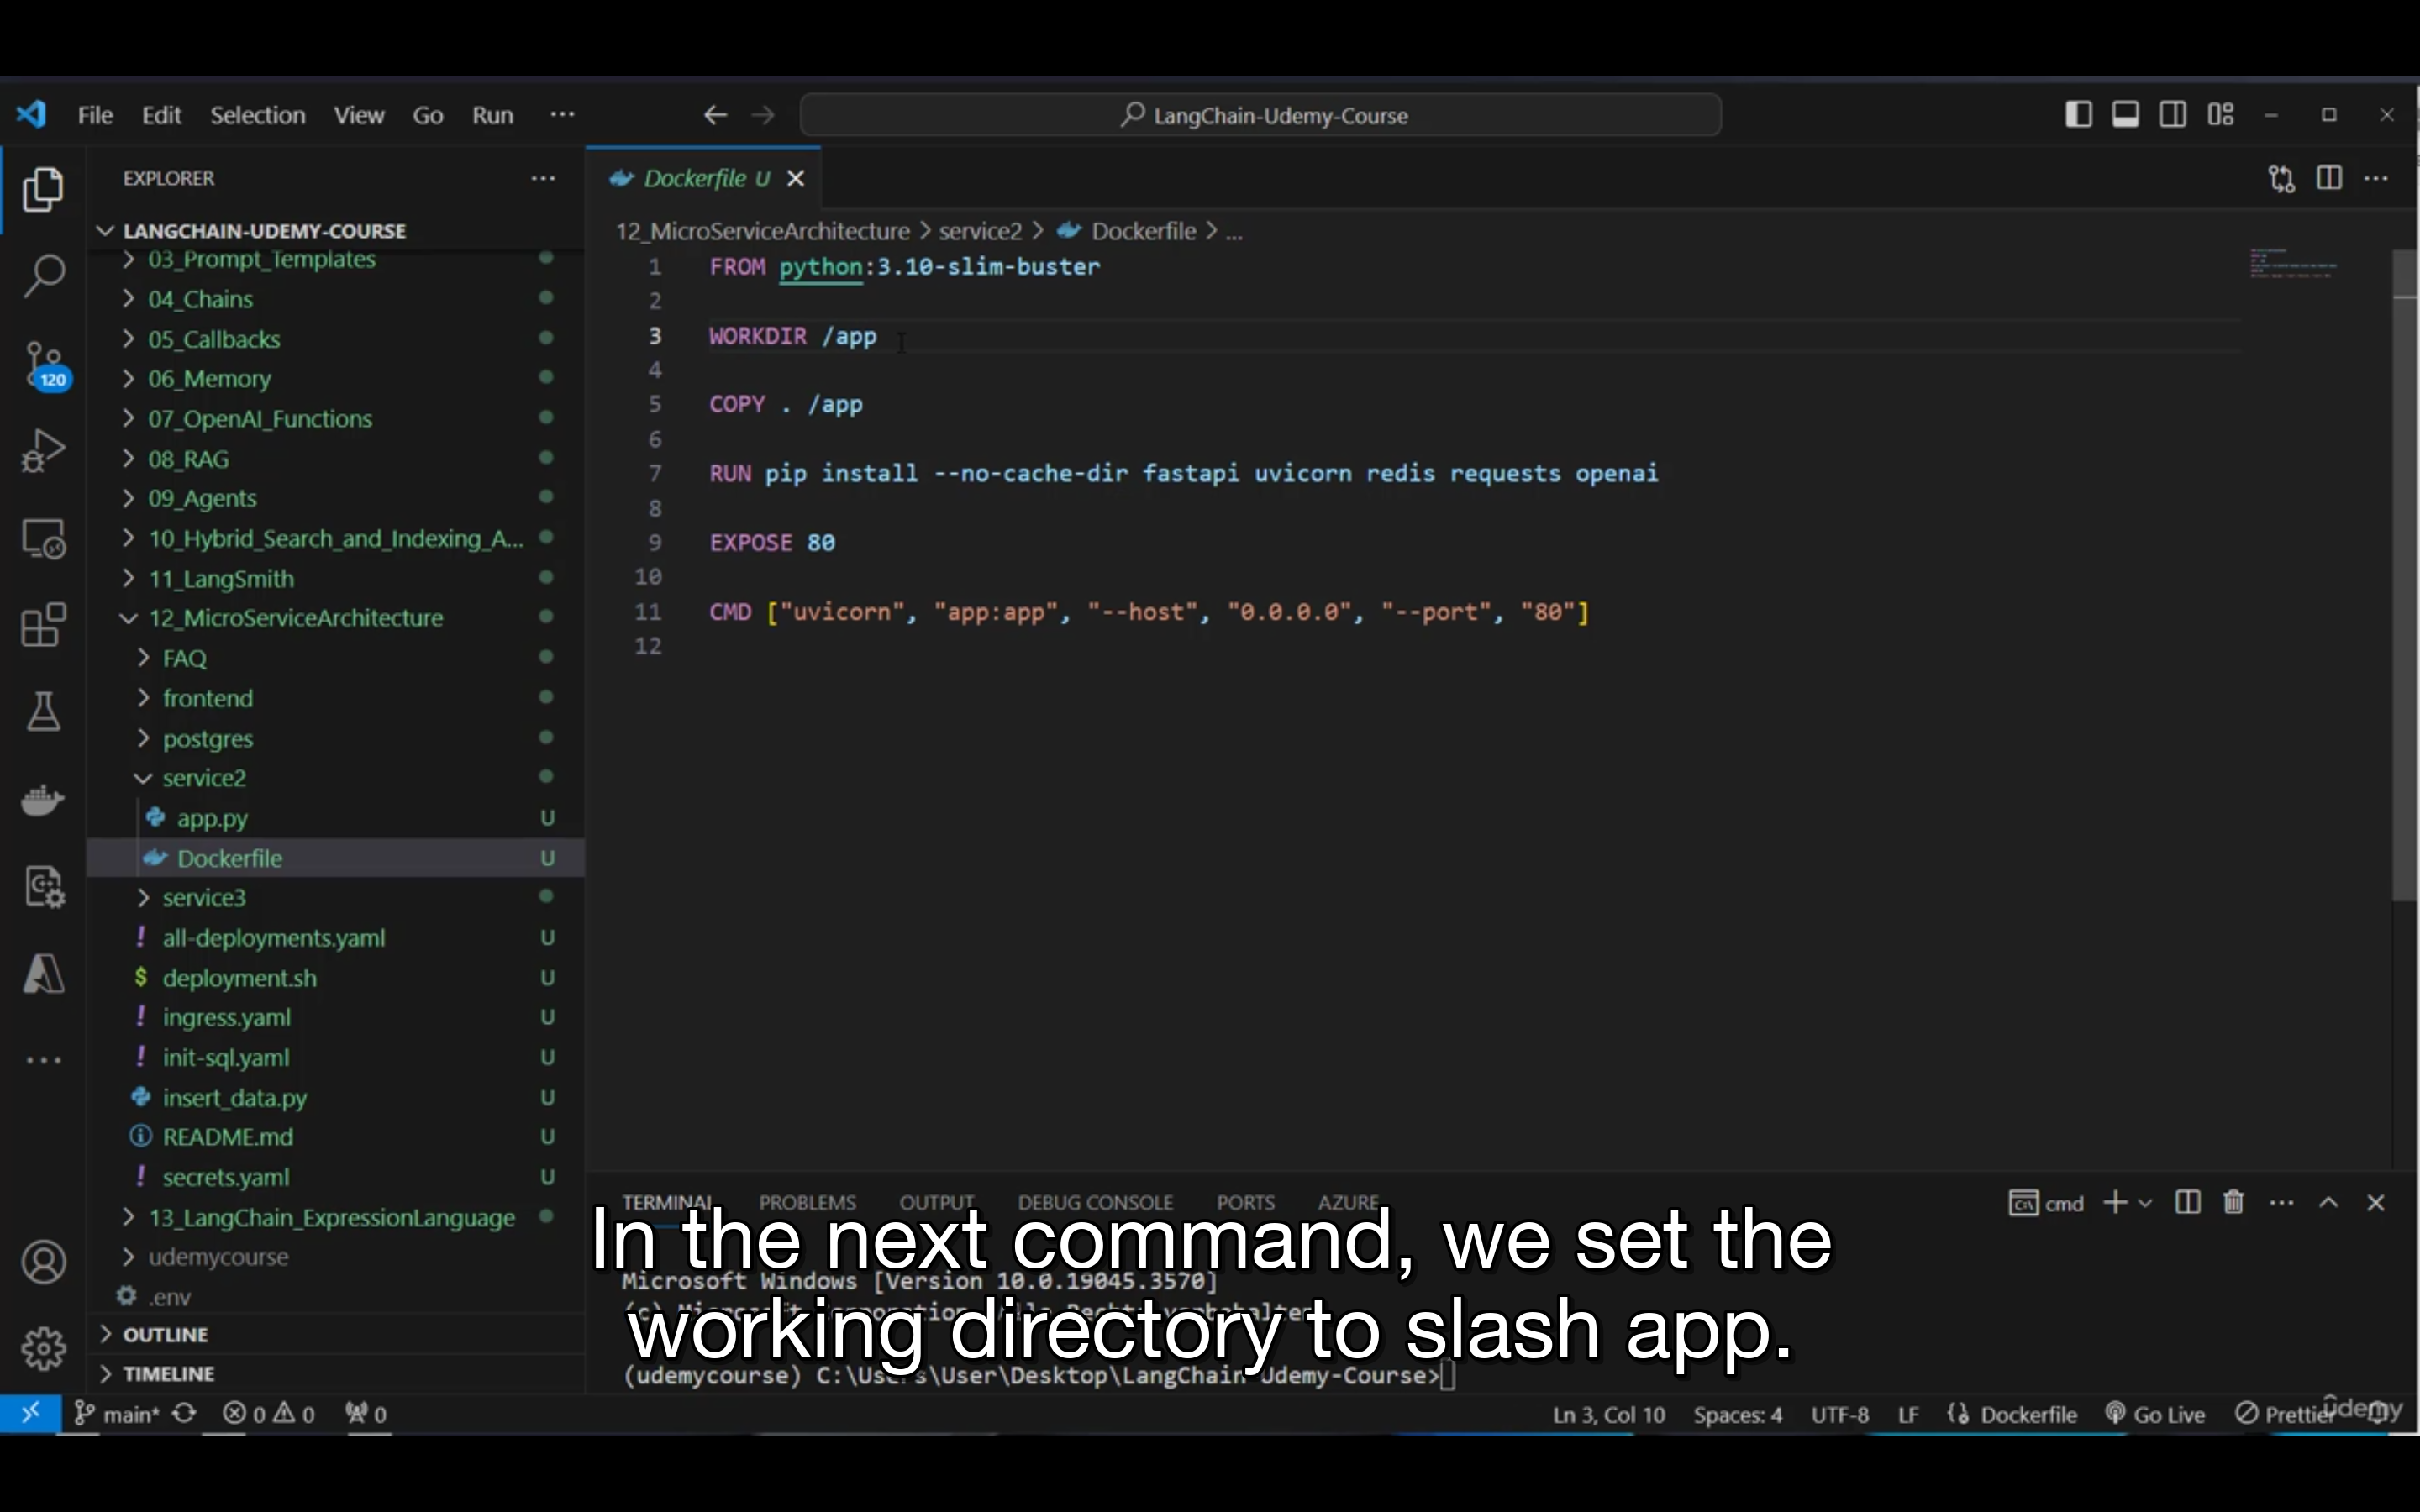 File Edit Selection View Go Run ...
LangChain-Udemy-Course
EXPLORER ...
Dockerfile U
LANGCHAIN-UDEMY-COURSE
12_MicroServiceArchitecture > service2 > Dockerfile > ...
03_Prompt_Templates
04_Chains
05_Callbacks
120
06_Memory
07_OpenAI_Functions
08_RAG
09_Agents
10_Hybrid_Search_and_Indexing_A...
11_LangSmith
12_MicroServiceArchitecture
FAQ
frontend
postgres
service2
app.py U
Dockerfile U
service3
all-deployments.yaml U
deployment.sh U
ingress.yaml U
init-sql.yaml U
insert_data.py U
README.md U
secrets.yaml U
13_LangChain_ExpressionLanguage
udemycourse
.env
OUTLINE
TIMELINE
1 FROM python:3.10-slim-buster
2
3 WORKDIR /app
4
5 COPY . /app
6
7 RUN pip install --no-cache-dir fastapi uvicorn redis requests openai
8
9 EXPOSE 80
10
11 CMD ["uvicorn", "app:app", "--host", "0.0.0.0", "--port", "80"]
12
TERMINAL PROBLEMS OUTPUT DEBUG CONSOLE PORTS AZURE
cmd
In the next command, we set the
Microsoft Windows [Version 10.0.19045.3570]
working directory to slash app.
(udemycourse) C:\Users\User\Desktop\LangChain-Udemy-Course>
main* 0 0 0
Ln 3, Col 10 Spaces: 4 UTF-8 LF Dockerfile Go Live Prettier
ûdemy